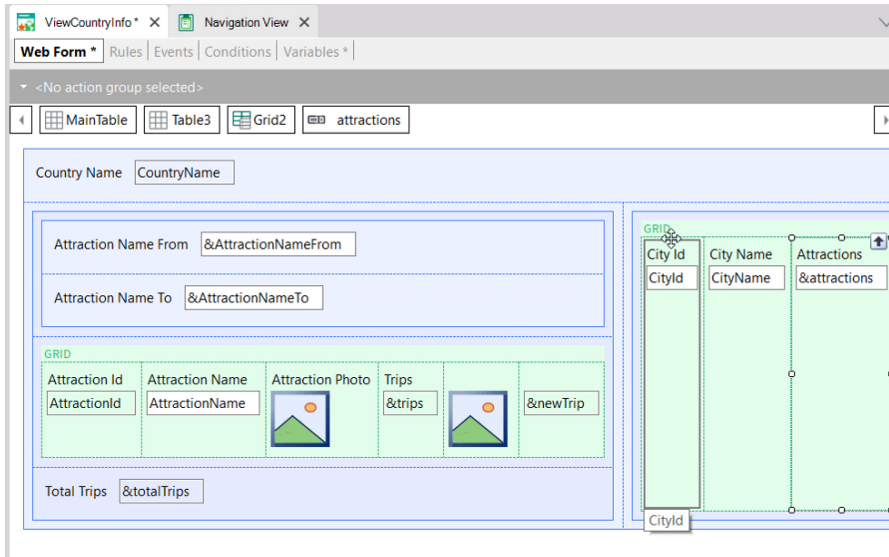 ViewCountryInfo * Navigation View
Web Form * Rules Events Conditions Variables *
<No action group selected>
MainTable Table3 Grid2 attractions
Country Name CountryName
Attraction Name From &AttractionNameFrom
Attraction Name To &AttractionNameTo
GRID
Attraction Id Attraction Name Attraction Photo Trips
AttractionId AttractionName &trips &newTrip
Total Trips &totalTrips
GRID
City Id City Name Attractions
CityId CityName &attractions
CityId